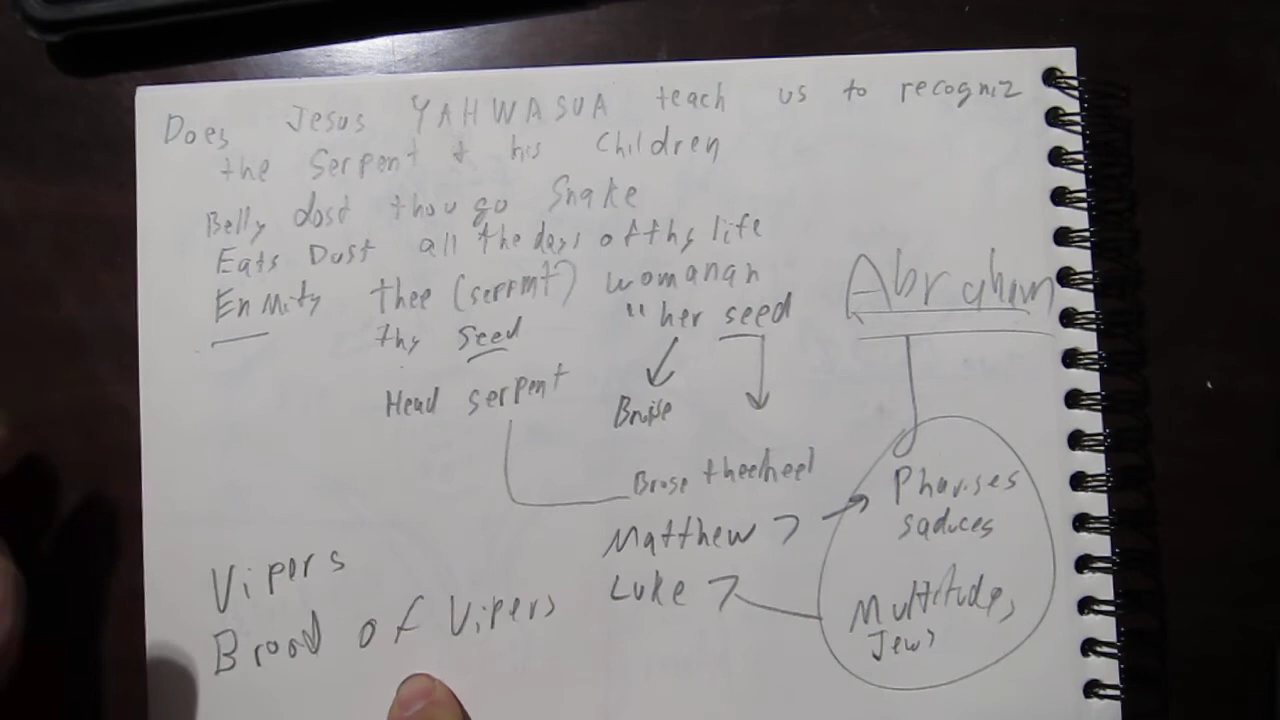 Does Jesus YAHWASUA teach us to recogniz
the Serpent & his Children
Belly dost thou go Snake
Eats Dust all the days of thy life
Enmity thee (serpmt) womanan
thy Seed " her seed
Abraham
Head serpent
Bruise
Bruse theeheel
Matthew 7 → Pharises
saduces
Luke 7
Multitudes
Jews
Vipers
Brood of Vipers